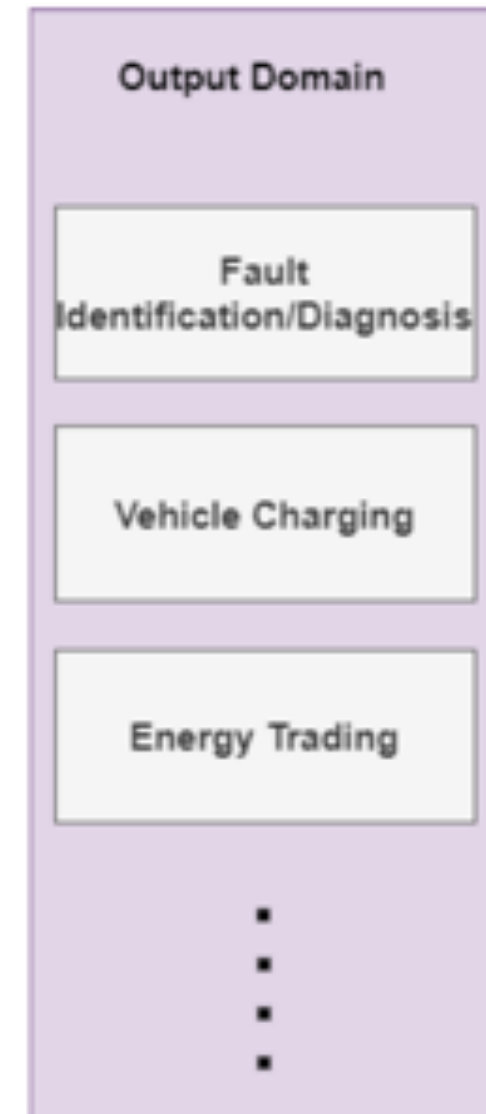 Output Domain
Fault
Identification/Diagnosis
Vehicle Charging
Energy Trading